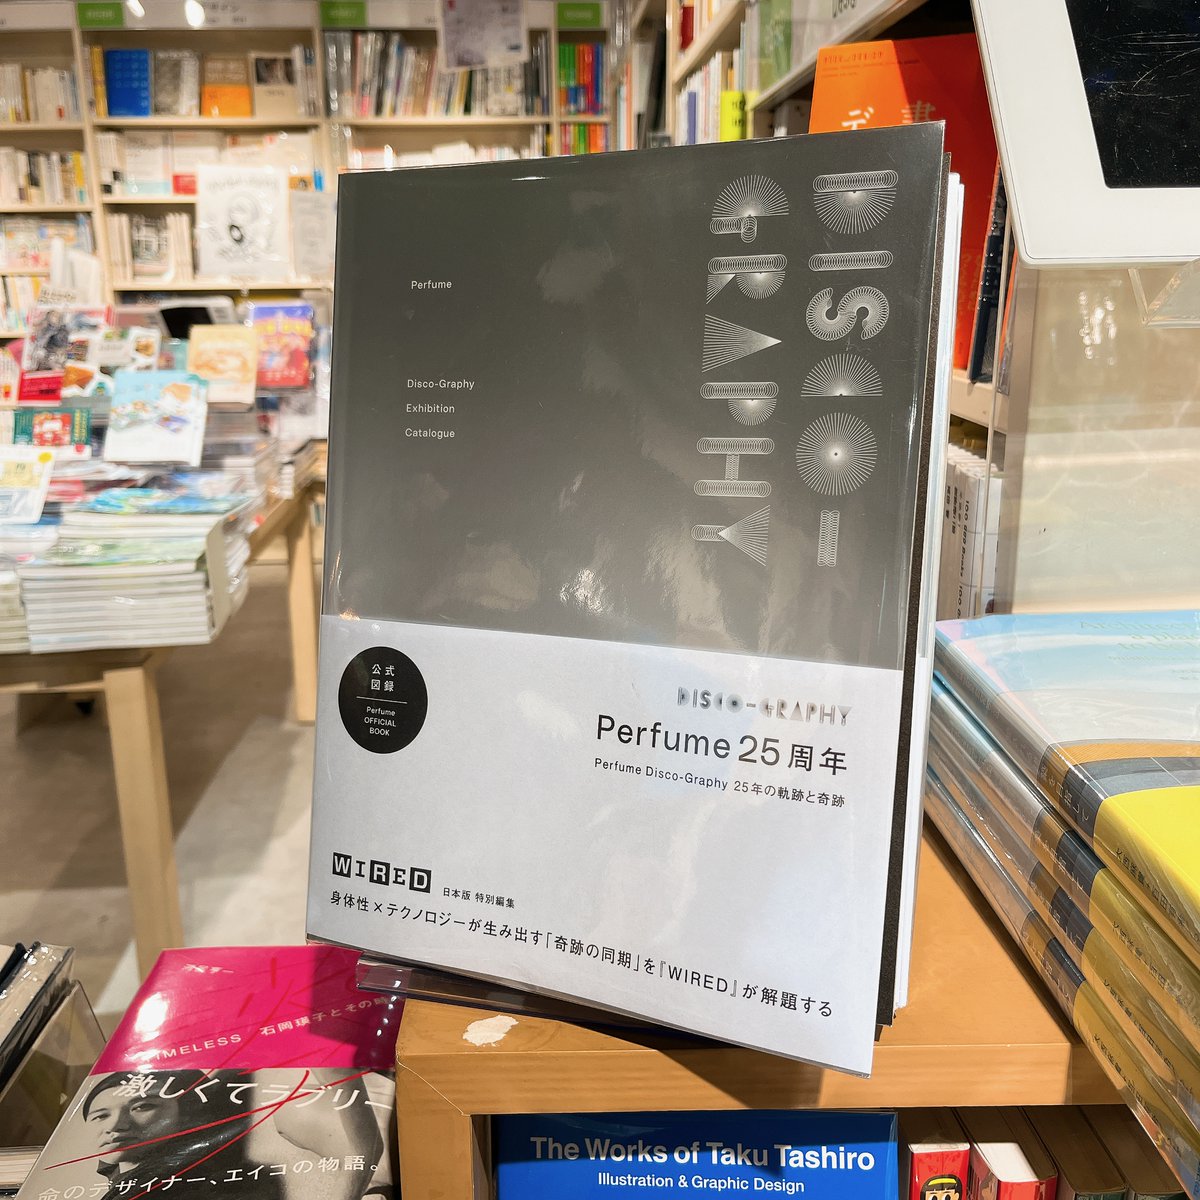 Perfume
Disco-Graphy
Exhibition
Catalogue
DISCO-
GRAPHY
公式
図録
Perfume
OFFICIAL
BOOK
DISCO-GRAPHY
Perfume 25周年
Perfume Disco-Graphy 25年の軌跡と奇跡
WIRED 日本版 特別編集
身体性×テクノロジーが生み出す「奇跡の同期」を『WIRED』が解題する
TIMELESS 石岡瑛子とその時代
激しくてラブリー
命のデザイナー、エイコの物語。
The Works of Taku Tashiro
Illustration & Graphic Design